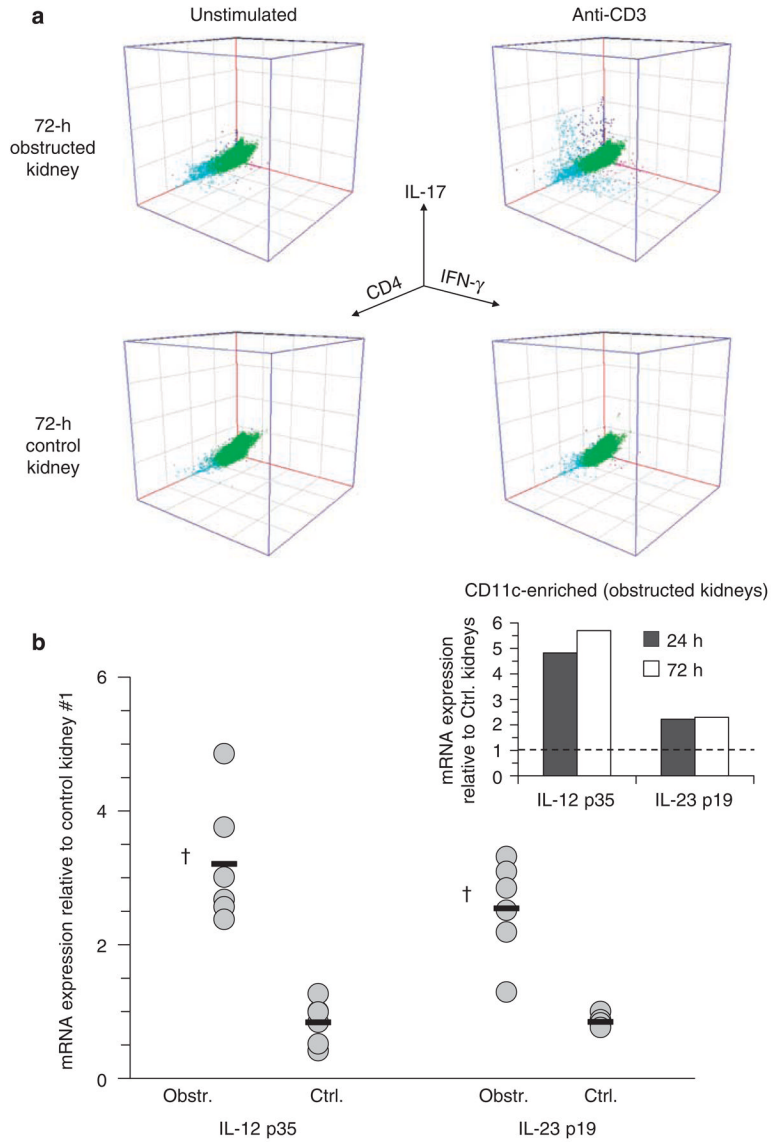 a
Unstimulated
Anti-CD3
72-h
obstructed
kidney
IL-17
CD4
IFN-γ
72-h
control
kidney
CD11c-enriched (obstructed kidneys)
b
mRNA expression
relative to Ctrl. kidneys
6
5
4
3
2
1
0
24 h
72 h
IL-12 p35
IL-23 p19
mRNA expression relative to control kidney #1
6
4
2
0
†
†
Obstr.
Ctrl.
Obstr.
Ctrl.
IL-12 p35
IL-23 p19